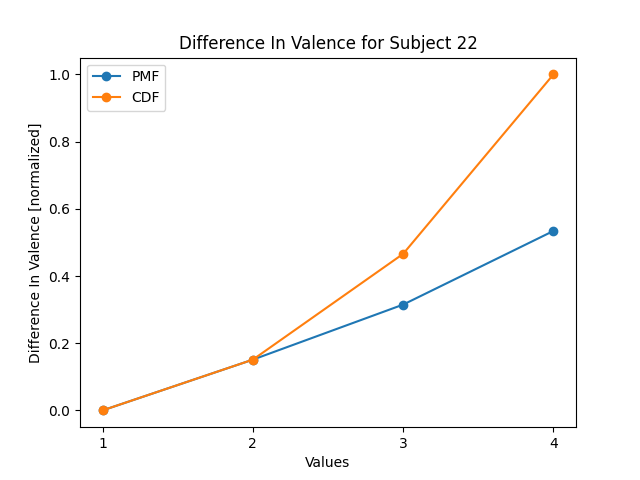 Difference In Valence for Subject 22
PMF
CDF
Difference In Valence [normalized]
1.0
0.8
0.6
0.4
0.2
0.0
1
2
3
4
Values